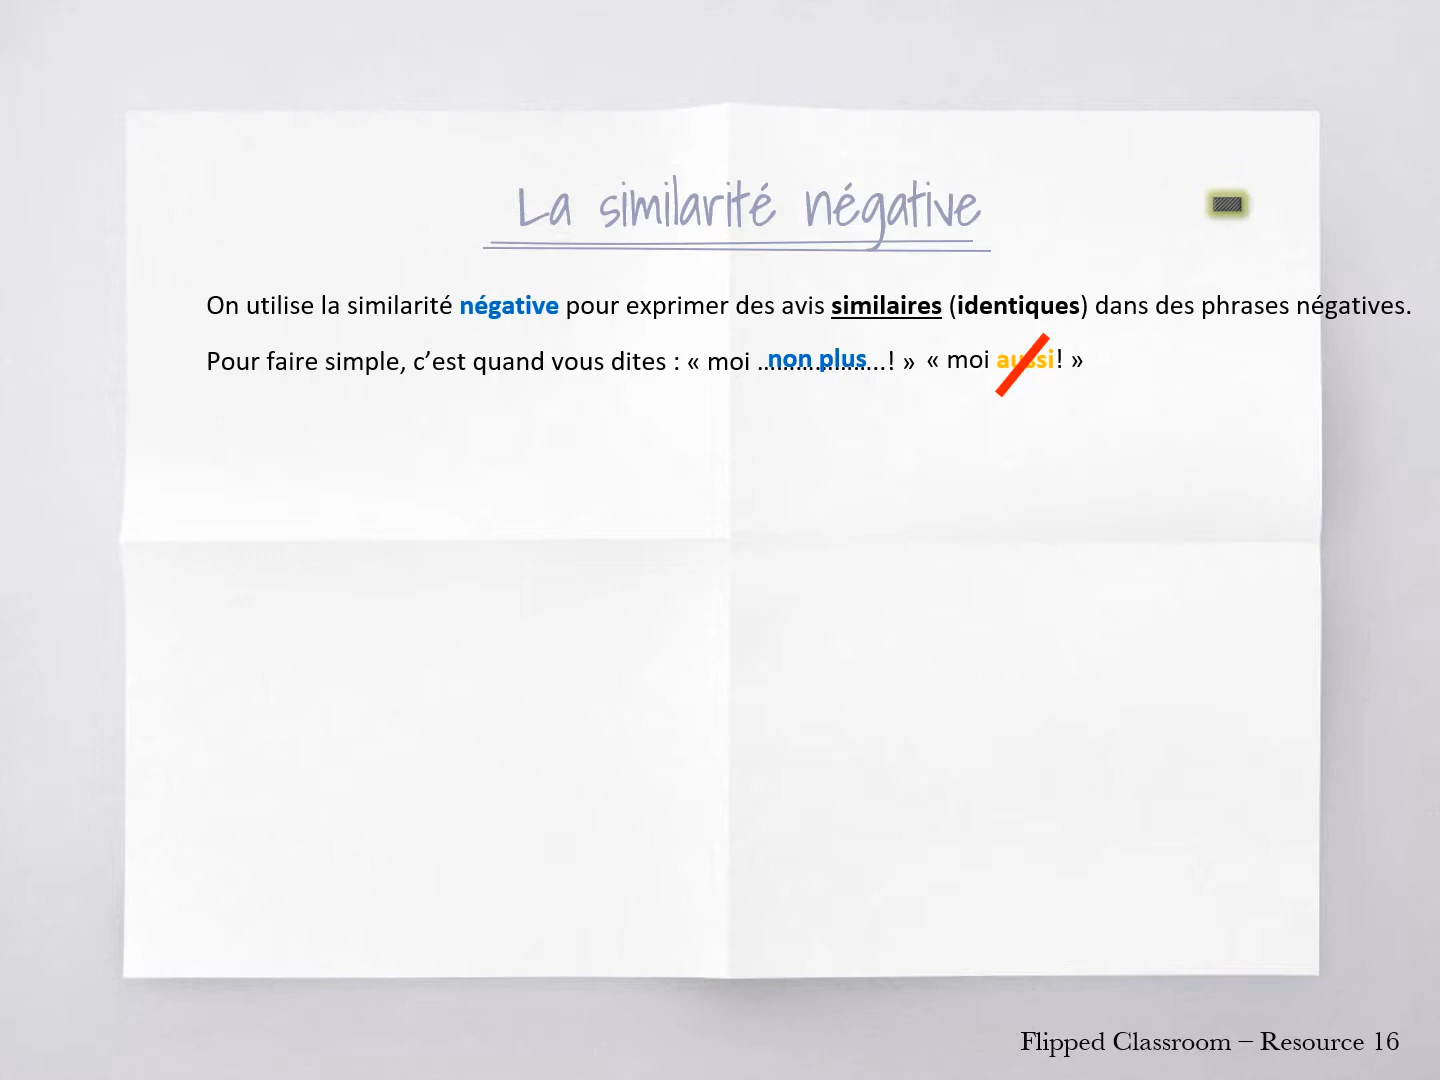 La similarité négative
On utilise la similarité négative pour exprimer des avis similaires (identiques) dans des phrases négatives.
Pour faire simple, c’est quand vous dites : « moi ...non plus...! » « moi aussi! »
Flipped Classroom – Resource 16